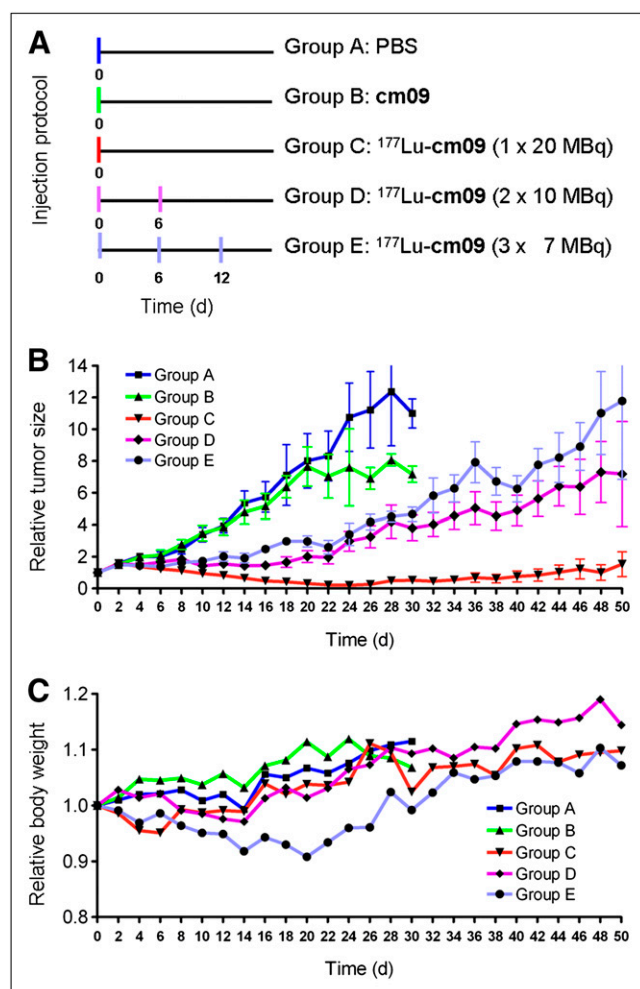 A
Injection protocol
Group A: PBS
0
Group B: cm09
0
Group C: ¹⁷⁷Lu-cm09 (1 x 20 MBq)
0
Group D: ¹⁷⁷Lu-cm09 (2 x 10 MBq)
0 6
Group E: ¹⁷⁷Lu-cm09 (3 x 7 MBq)
0 6 12
Time (d)
B
Relative tumor size
14
12
10
8
6
4
2
0
Group A
Group B
Group C
Group D
Group E
0 2 4 6 8 10 12 14 16 18 20 22 24 26 28 30 32 34 36 38 40 42 44 46 48 50
Time (d)
C
Relative body weight
1.2
1.1
1.0
0.9
0.8
Group A
Group B
Group C
Group D
Group E
0 2 4 6 8 10 12 14 16 18 20 22 24 26 28 30 32 34 36 38 40 42 44 46 48 50
Time (d)